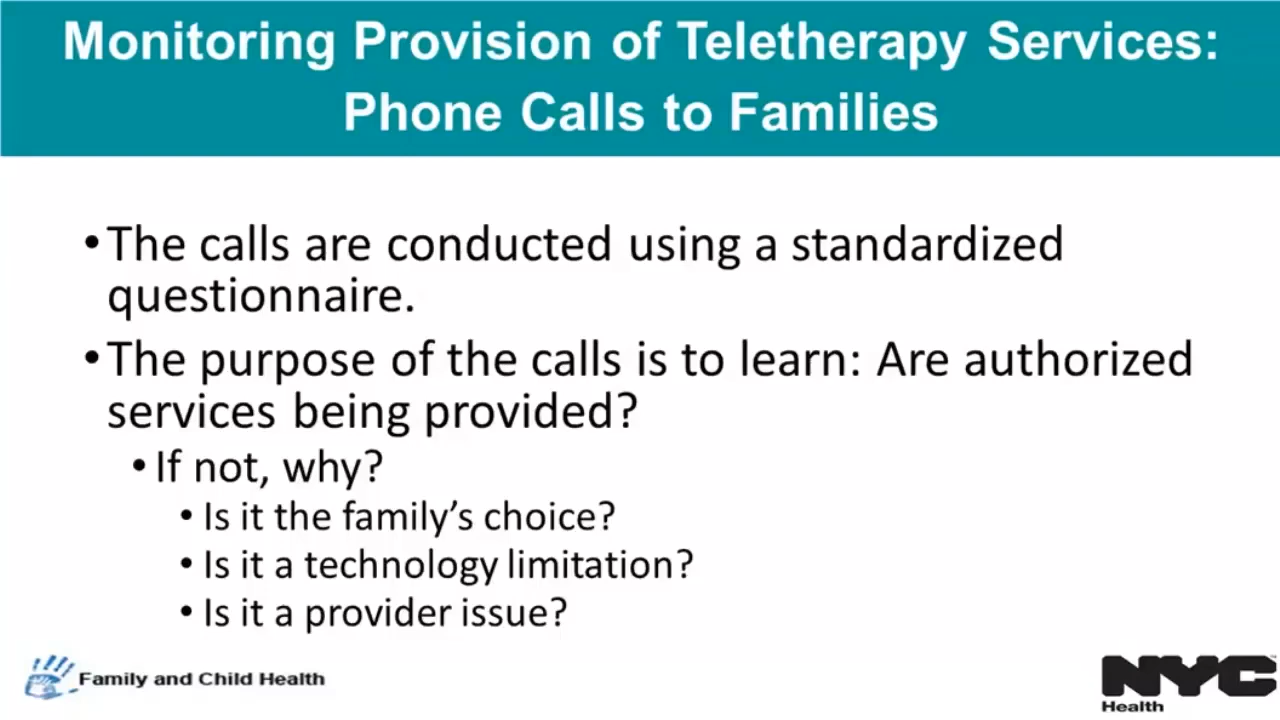 Monitoring Provision of Teletherapy Services:
Phone Calls to Families
•The calls are conducted using a standardized
questionnaire.
•The purpose of the calls is to learn: Are authorized
services being provided?
•If not, why?
• Is it the family’s choice?
• Is it a technology limitation?
• Is it a provider issue?
Family and Child Health
NYC
Health